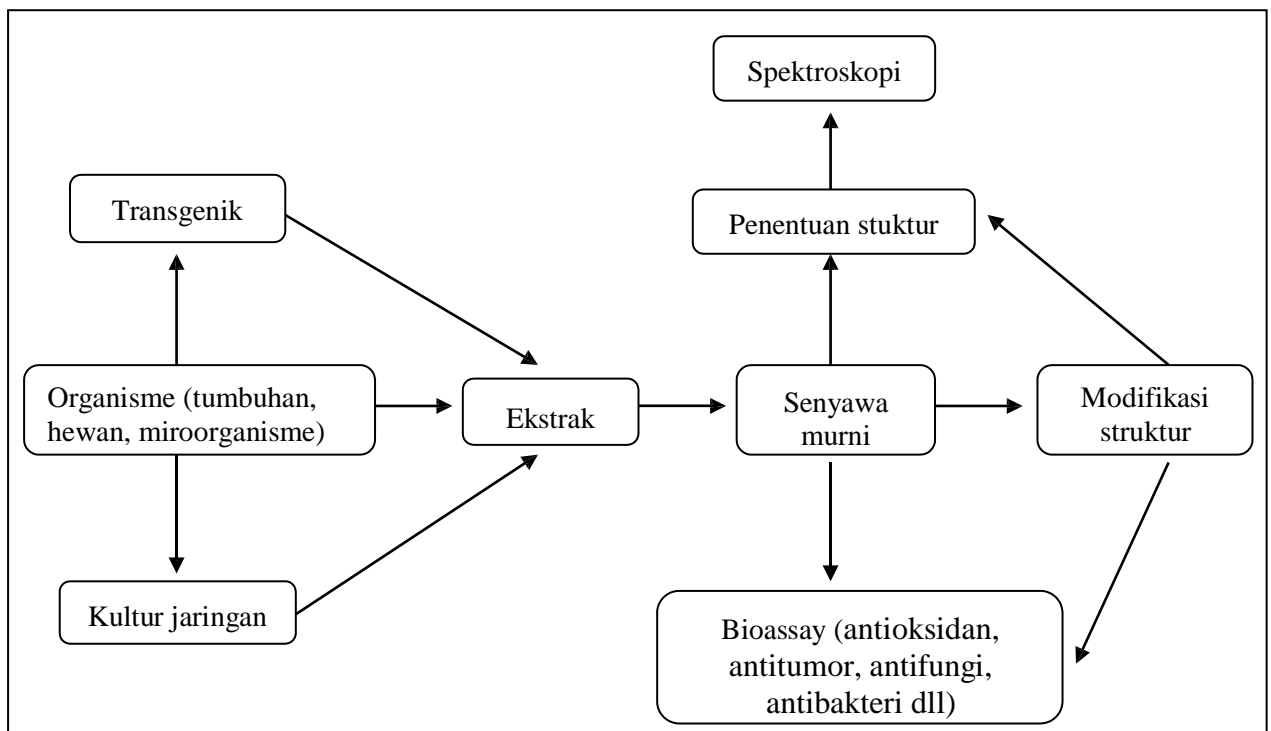 Spektroskopi
Transgenik
Penentuan stuktur
Organisme (tumbuhan,
hewan, miroorganisme)
Ekstrak
Senyawa
murni
Modifikasi
struktur
Kultur jaringan
Bioassay (antioksidan,
antitumor, antifungi,
antibakteri dll)